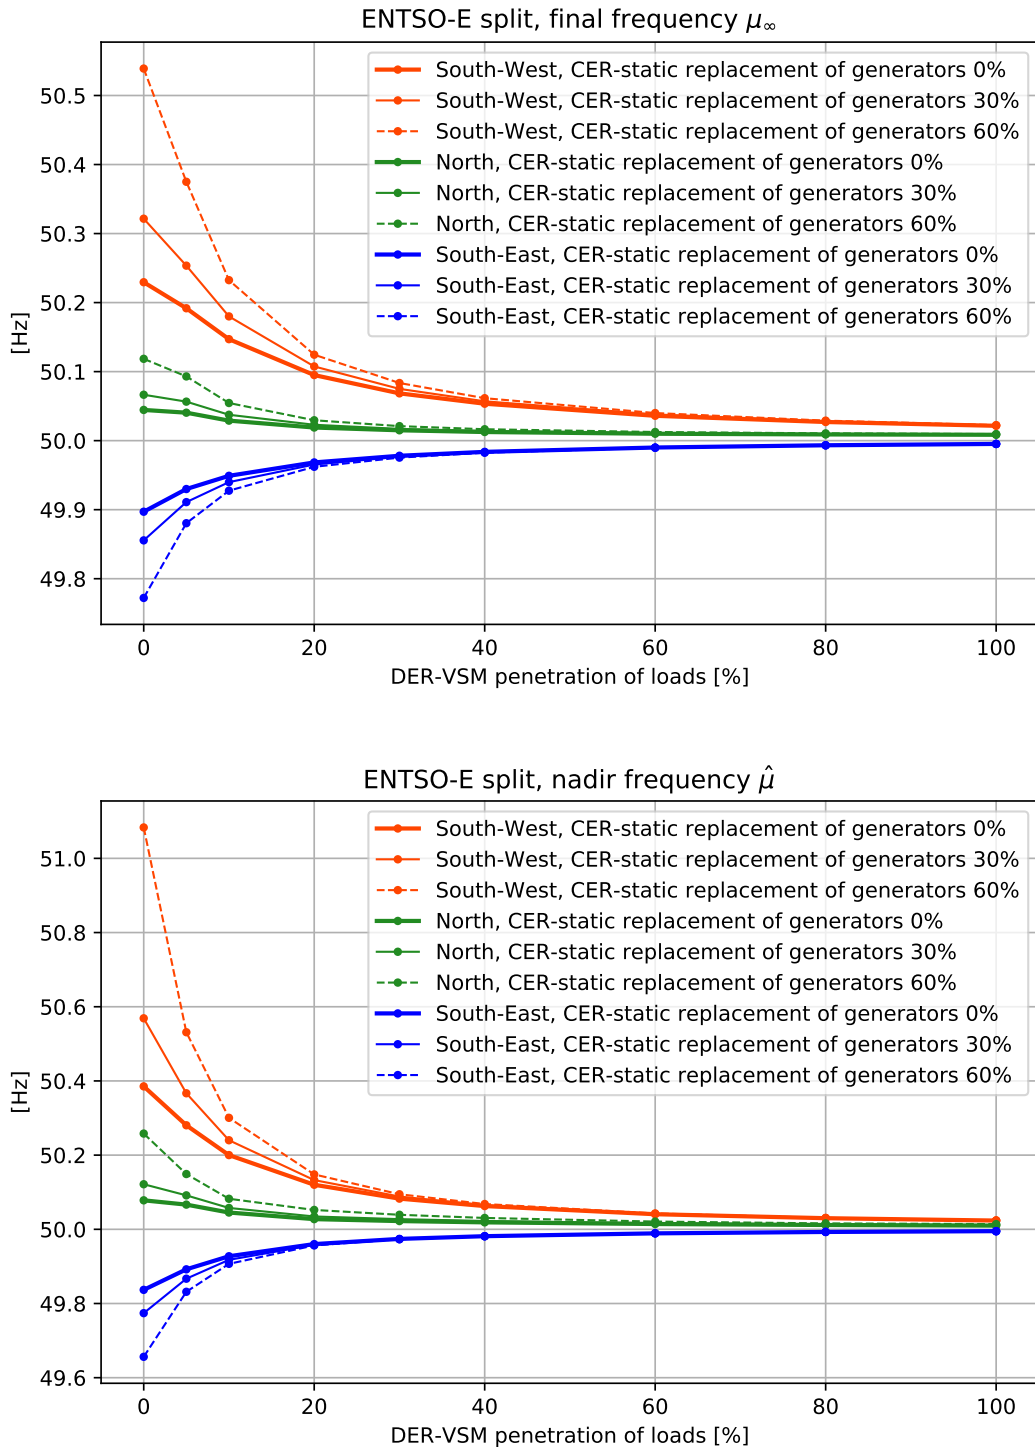 ENTSO-E split, final frequency μ∞
South-West, CER-static replacement of generators 0%
South-West, CER-static replacement of generators 30%
South-West, CER-static replacement of generators 60%
North, CER-static replacement of generators 0%
North, CER-static replacement of generators 30%
North, CER-static replacement of generators 60%
South-East, CER-static replacement of generators 0%
South-East, CER-static replacement of generators 30%
South-East, CER-static replacement of generators 60%
50.5
50.4
50.3
50.2
50.1
50.0
49.9
49.8
[Hz]
0 20 40 60 80 100
DER-VSM penetration of loads [%]
ENTSO-E split, nadir frequency μ̂
South-West, CER-static replacement of generators 0%
South-West, CER-static replacement of generators 30%
South-West, CER-static replacement of generators 60%
North, CER-static replacement of generators 0%
North, CER-static replacement of generators 30%
North, CER-static replacement of generators 60%
South-East, CER-static replacement of generators 0%
South-East, CER-static replacement of generators 30%
South-East, CER-static replacement of generators 60%
51.0
50.8
50.6
50.4
50.2
50.0
49.8
49.6
[Hz]
0 20 40 60 80 100
DER-VSM penetration of loads [%]